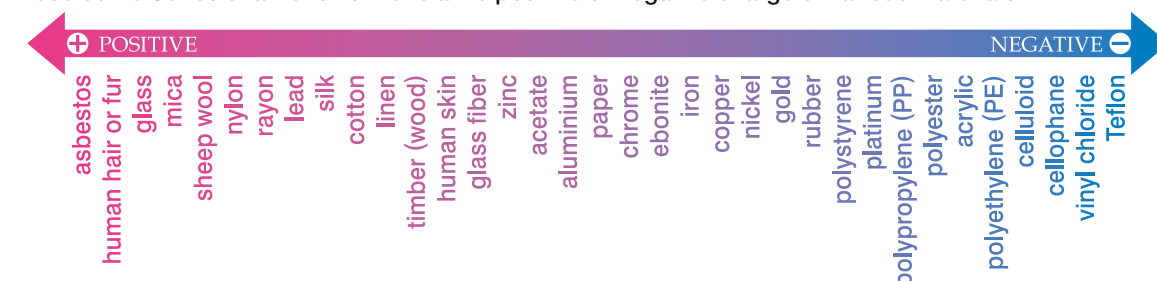 + POSITIVE
NEGATIVE −
asbestos
human hair or fur
glass
mica
sheep wool
nylon
rayon
lead
silk
cotton
linen
timber (wood)
human skin
glass fiber
zinc
acetate
aluminium
paper
chrome
ebonite
iron
copper
nickel
gold
rubber
polystyrene
platinum
polypropylene (PP)
polyester
acrylic
polyethylene (PE)
celluloid
cellophane
vinyl chloride
Teflon